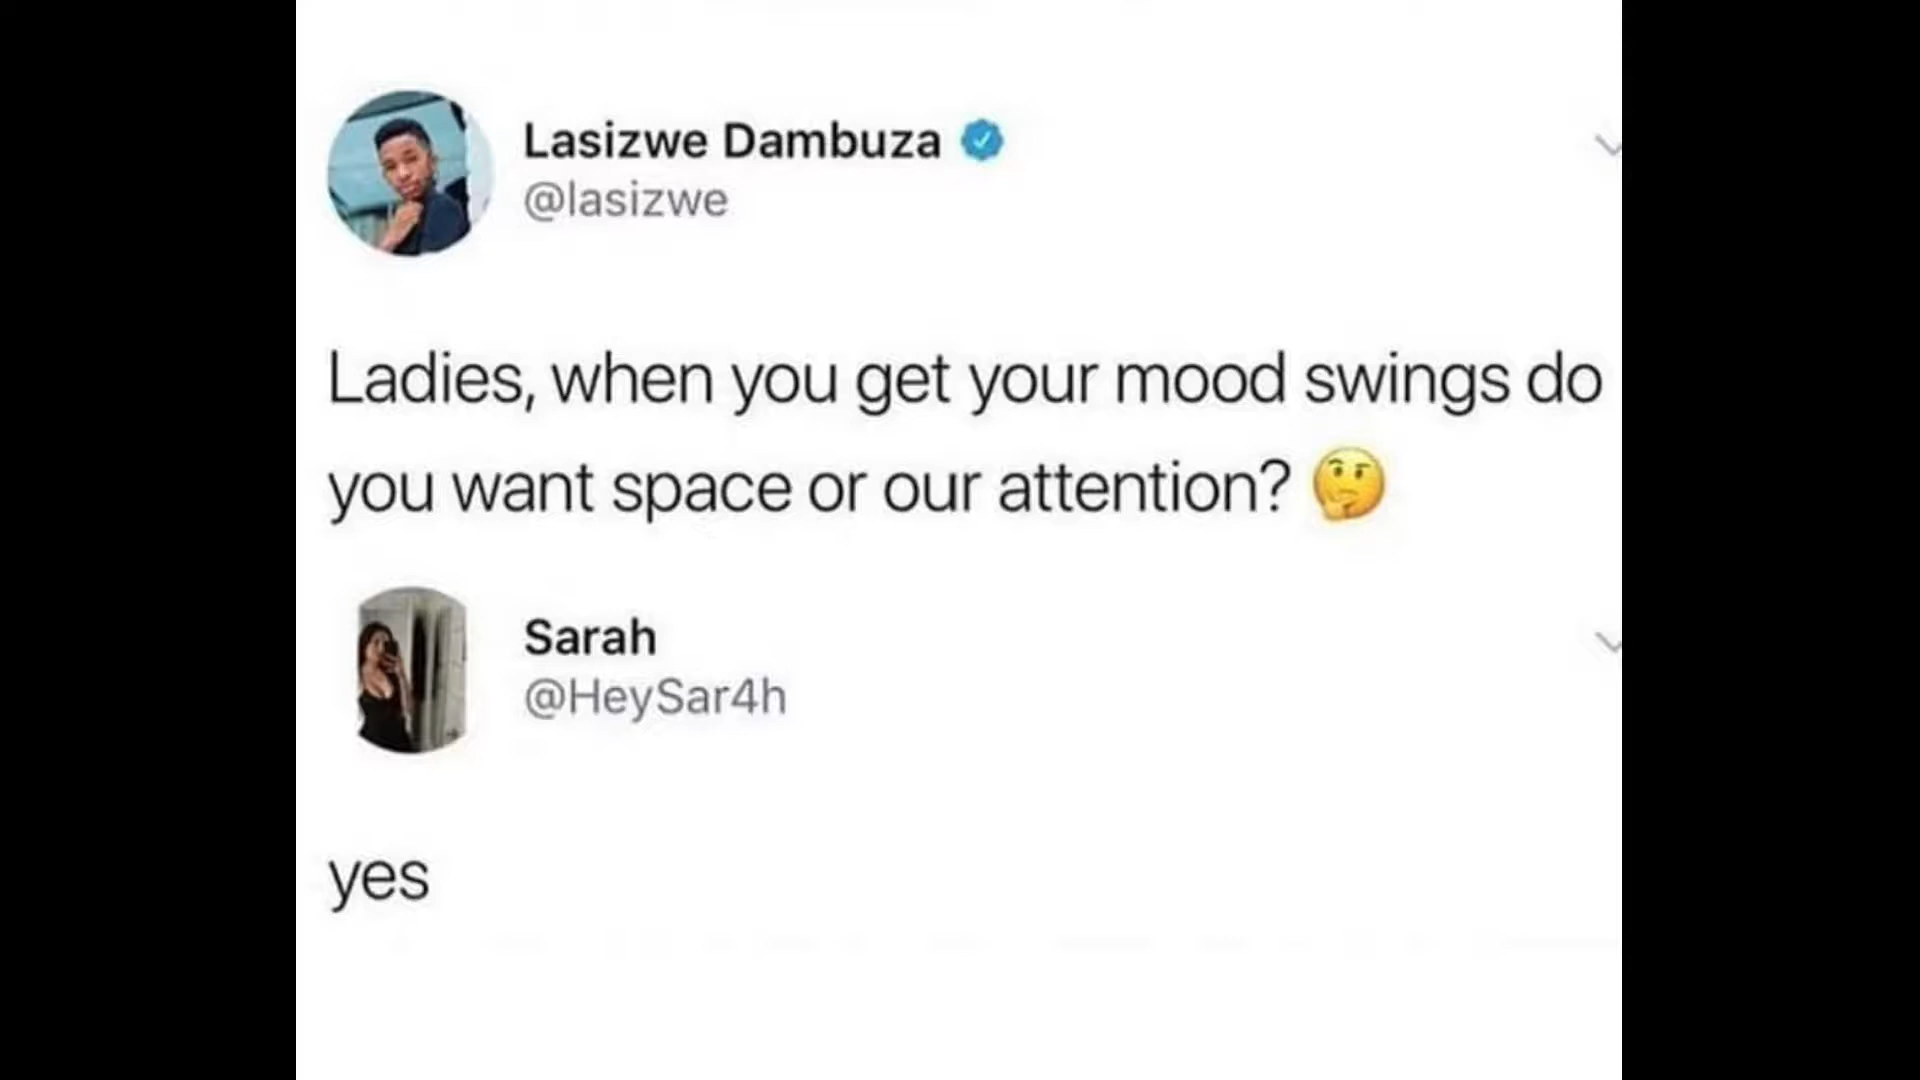 Lasizwe Dambuza
@lasizwe
Ladies, when you get your mood swings do
you want space or our attention? 🤔
Sarah
@HeySar4h
yes